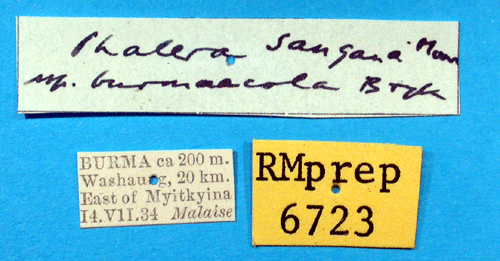 Phalera sangana Moore
ssp. burmaecola Bryk
BURMA ca 200 m.
Washaung, 20 km.
East of Myitkyina
14.VII.34 Malaise
RMprep
6723